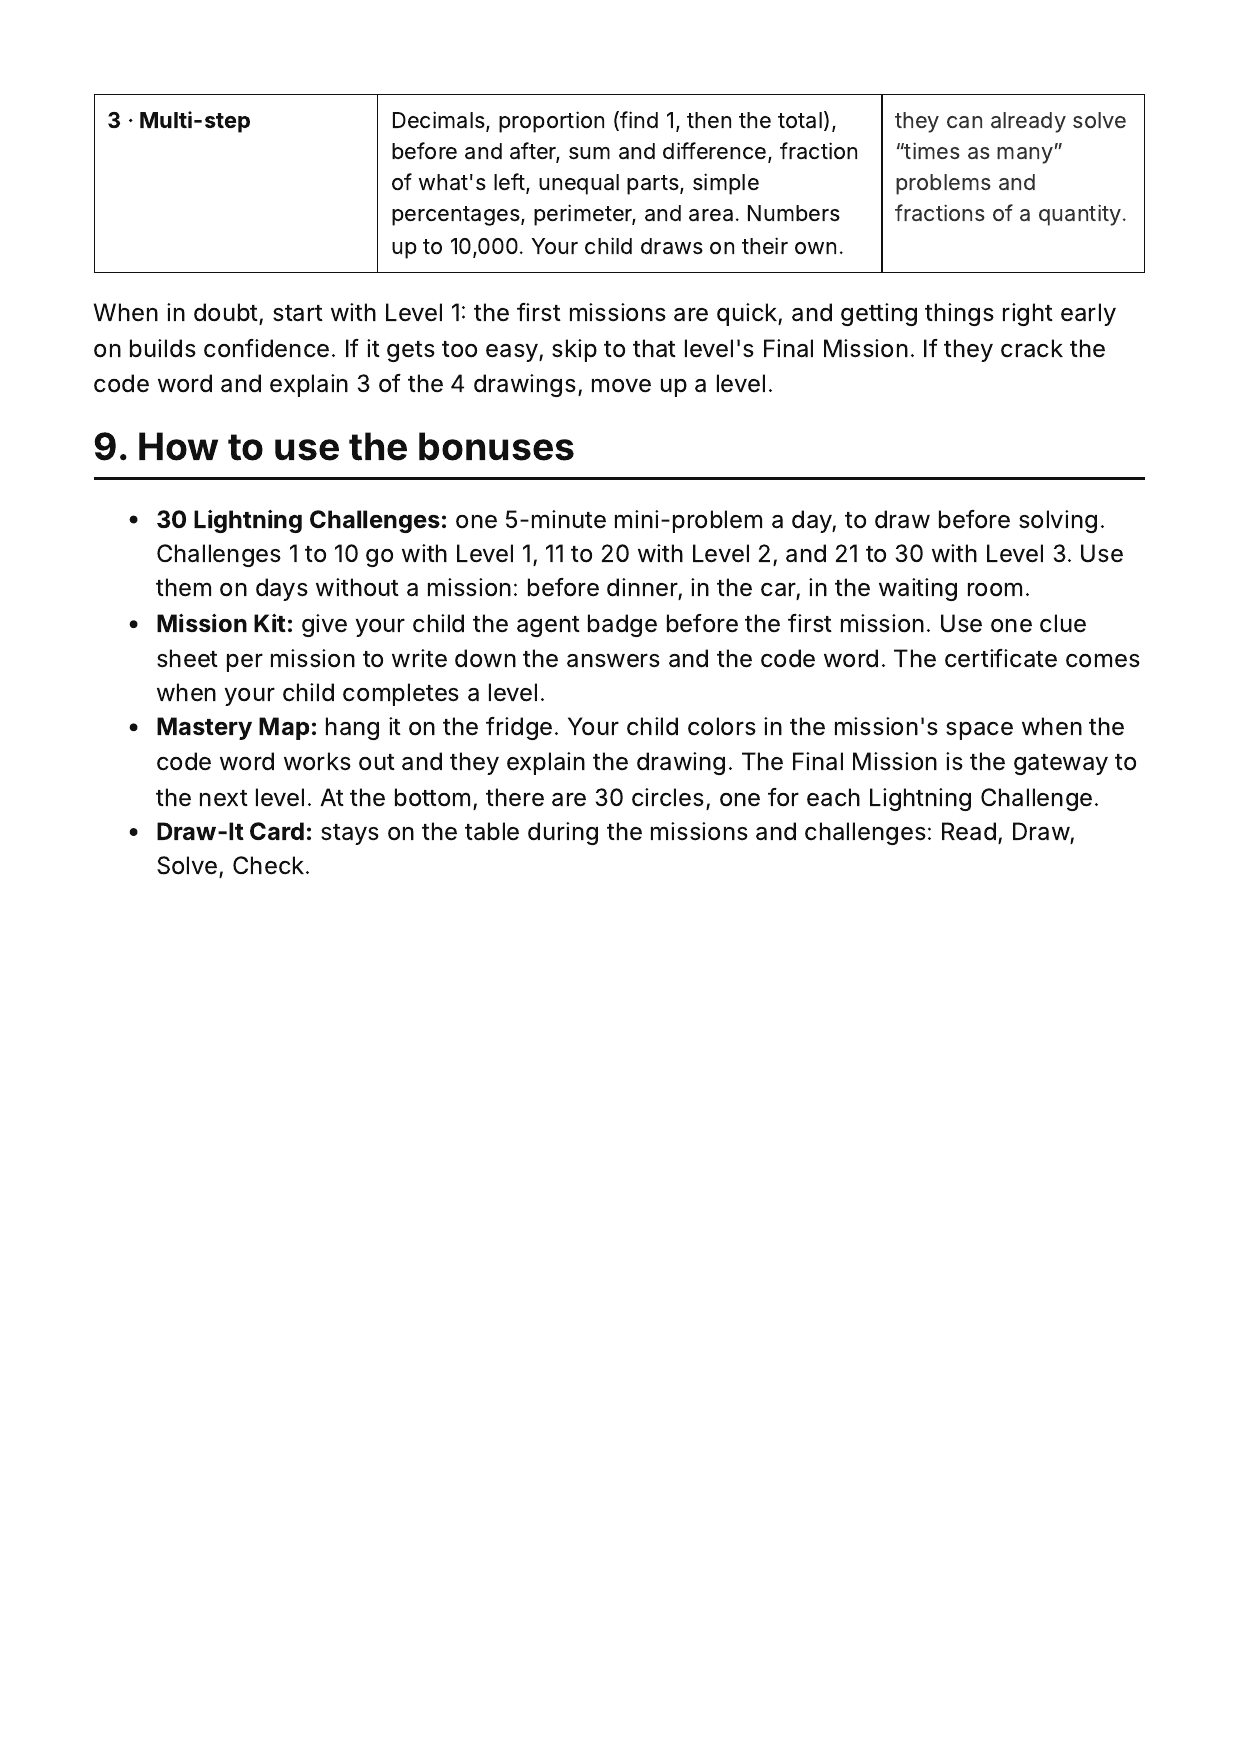 3 · Multi-step
Decimals, proportion (find 1, then the total),
before and after, sum and difference, fraction
of what's left, unequal parts, simple
percentages, perimeter, and area. Numbers
up to 10,000. Your child draws on their own.
they can already solve
“times as many”
problems and
fractions of a quantity.
When in doubt, start with Level 1: the first missions are quick, and getting things right early
on builds confidence. If it gets too easy, skip to that level's Final Mission. If they crack the
code word and explain 3 of the 4 drawings, move up a level.
9. How to use the bonuses
• 30 Lightning Challenges: one 5-minute mini-problem a day, to draw before solving.
Challenges 1 to 10 go with Level 1, 11 to 20 with Level 2, and 21 to 30 with Level 3. Use
them on days without a mission: before dinner, in the car, in the waiting room.
• Mission Kit: give your child the agent badge before the first mission. Use one clue
sheet per mission to write down the answers and the code word. The certificate comes
when your child completes a level.
• Mastery Map: hang it on the fridge. Your child colors in the mission's space when the
code word works out and they explain the drawing. The Final Mission is the gateway to
the next level. At the bottom, there are 30 circles, one for each Lightning Challenge.
• Draw-It Card: stays on the table during the missions and challenges: Read, Draw,
Solve, Check.